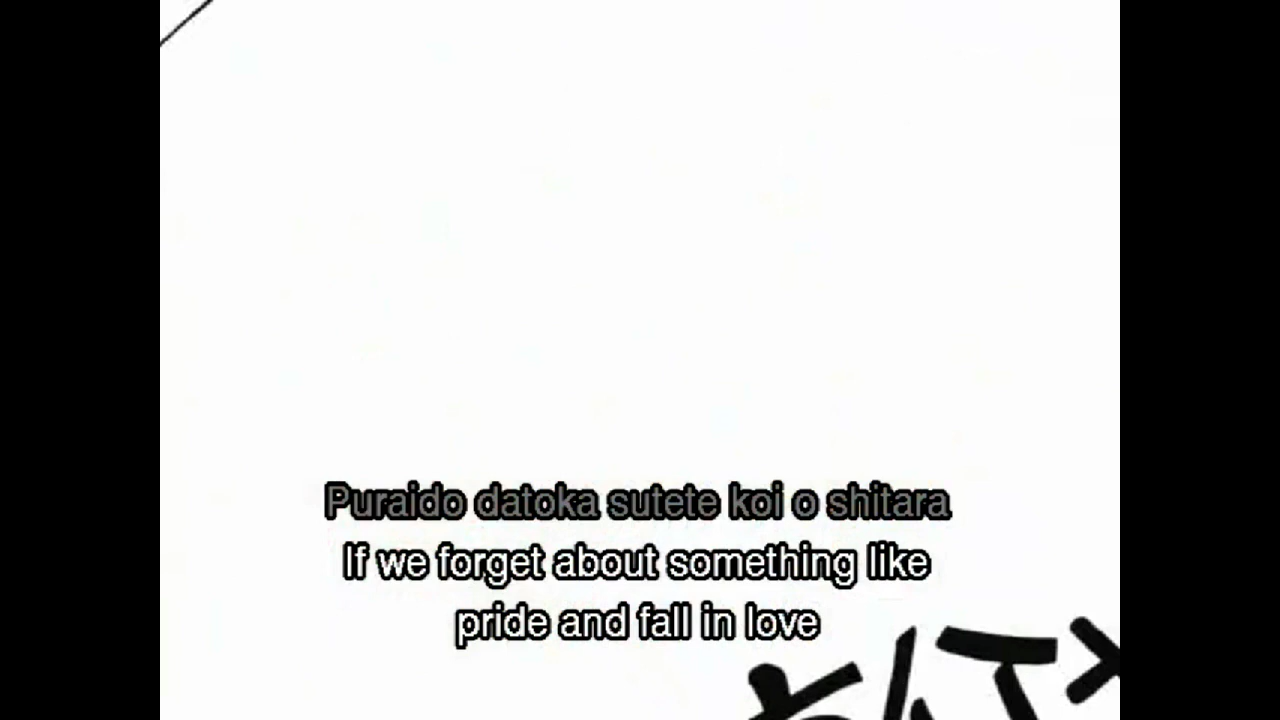 Puraido datoka sutete koi o shitara
If we forget about something like
pride and fall in love